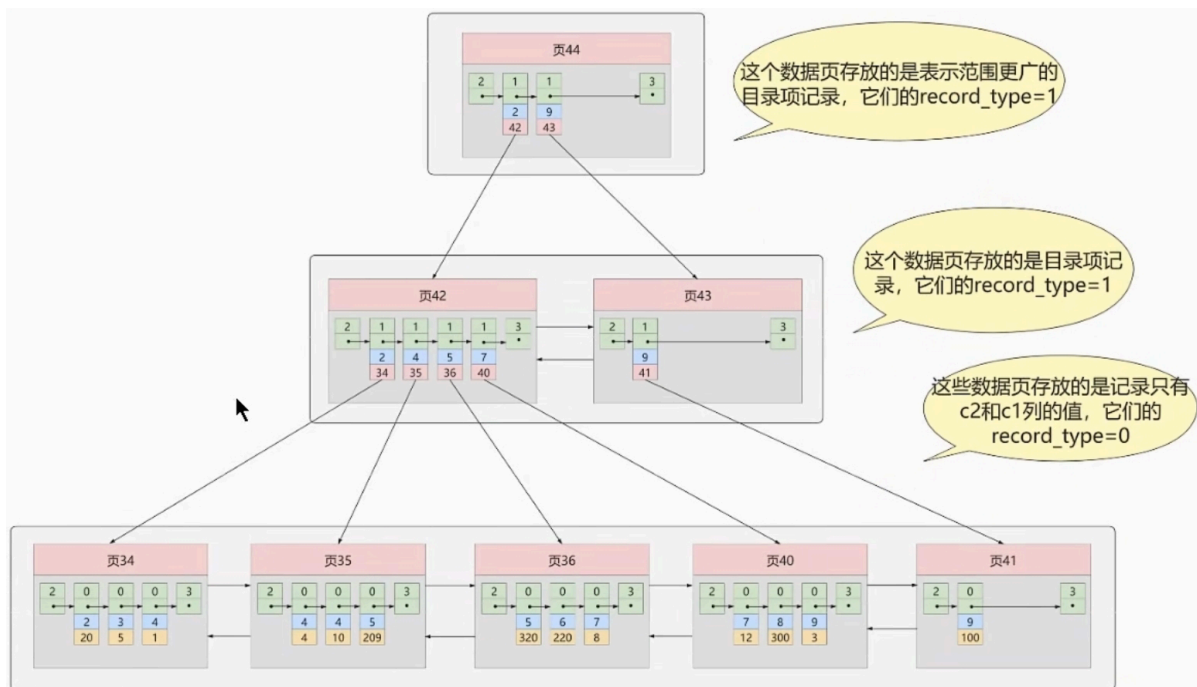 页44
2 1 1 3
2 9
42 43
这个数据页存放的是表示范围更广的
目录项记录，它们的record_type=1
页42
2 1 1 1 1 3
2 4 5 7
34 35 36 40
页43
2 1 3
9
41
这个数据页存放的是目录项记
录，它们的record_type=1
这些数据页存放的是记录只有
c2和c1列的值，它们的
record_type=0
页34
2 0 0 0 3
2 3 4
20 5 1
页35
2 0 0 0 3
4 4 5
4 10 209
页36
2 0 0 0 3
5 6 7
320 220 8
页40
2 0 0 0 3
7 8 9
12 300 3
页41
2 0 3
9
100